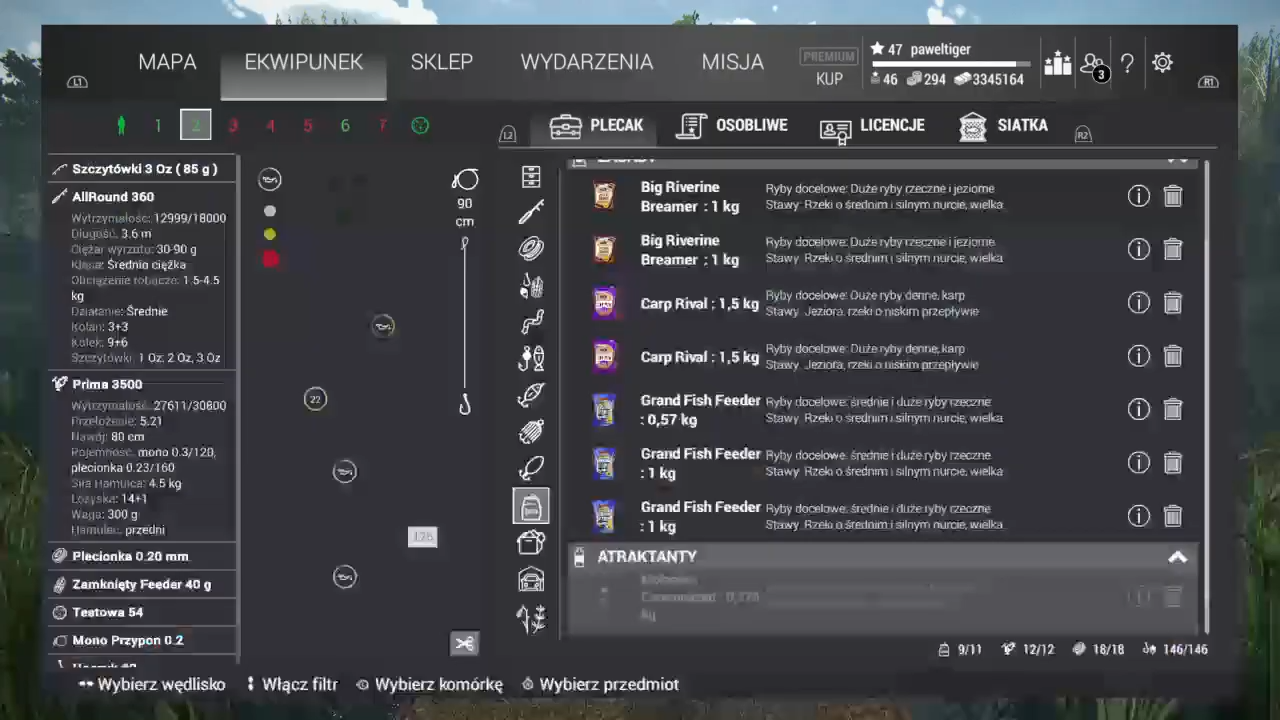 MAPA EKWIPUNEK SKLEP WYDARZENIA MISJA PREMIUM KUP 47 paweltiger
46 294 3345164 3
L1 R1
1 2 3 4 5 6 7
L2 PLECAK OSOBLIWE LICENCJE SIATKA R2
Szczytówki 3 Oz ( 85 g )
AllRound 360
Wytrzymałość: 12999/18000
Długość: 3.6 m
Ciężar wyrzutu: 30-90 g
Klasa: Średnio ciężka
Obciążenie robocze: 1.5-4.5
kg
Działanie: Średnie
Kolan: 3+3
Kółek: 9+6
Szczytówki: 1 Oz, 2 Oz, 3 Oz
Prima 3500
Wytrzymałość: 27611/30800
Przełożenie: 5.21
Nawój: 80 cm
Pojemność: mono 0.3/120,
plecionka 0.23/160
Siła Hamulca: 4.5 kg
Łożyska: 14+1
Waga: 300 g
Hamulec: przedni
Plecionka 0.20 mm
Zamknięty Feeder 40 g
Testowa 54
Mono Przypon 0.2
90
cm
22
Big Riverine
Breamer : 1 kg
Ryby docelowe: Duże ryby rzeczne i jeziorne
Stawy: Rzeki o średnim i silnym nurcie, wielka
Big Riverine
Breamer : 1 kg
Ryby docelowe: Duże ryby rzeczne i jeziorne
Stawy: Rzeki o średnim i silnym nurcie, wielka
Carp Rival : 1,5 kg
Ryby docelowe: Duże ryby denne, karp
Stawy: Jeziora, rzeki o niskim przepływie
Carp Rival : 1,5 kg
Ryby docelowe: Duże ryby denne, karp
Stawy: Jeziora, rzeki o niskim przepływie
Grand Fish Feeder
: 0,57 kg
Ryby docelowe: średnie i duże ryby rzeczne
Stawy: Rzeki o średnim i silnym nurcie, wielka
Grand Fish Feeder
: 1 kg
Ryby docelowe: średnie i duże ryby rzeczne
Stawy: Rzeki o średnim i silnym nurcie, wielka
Grand Fish Feeder
: 1 kg
Ryby docelowe: średnie i duże ryby rzeczne
Stawy: Rzeki o średnim i silnym nurcie, wielka
ATRAKTANTY
kg
9/11 12/12 18/18 146/146
Wybierz wędlisko Włącz filtr Wybierz komórkę Wybierz przedmiot